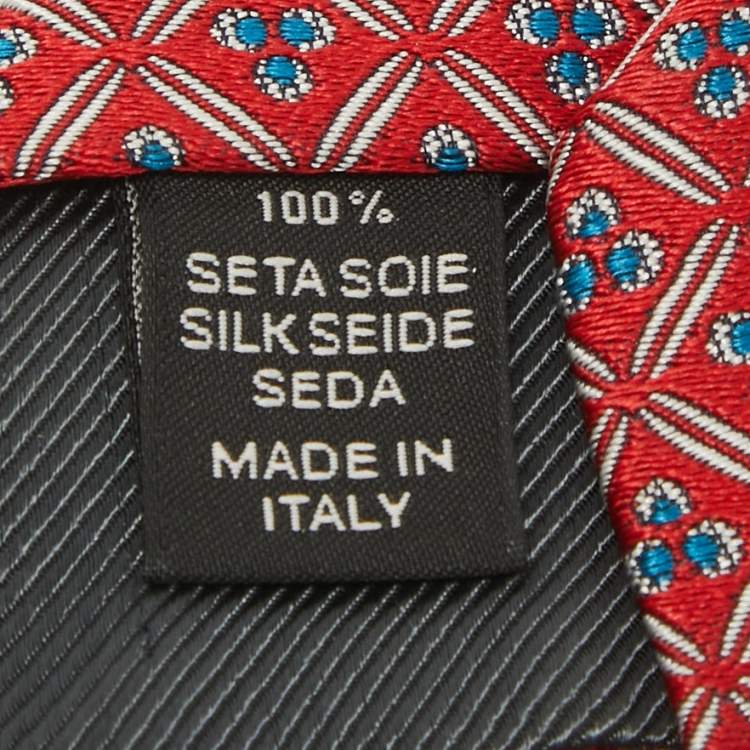 100%
SETA SOIE
SILK SEIDE
SEDA
MADE IN
ITALY